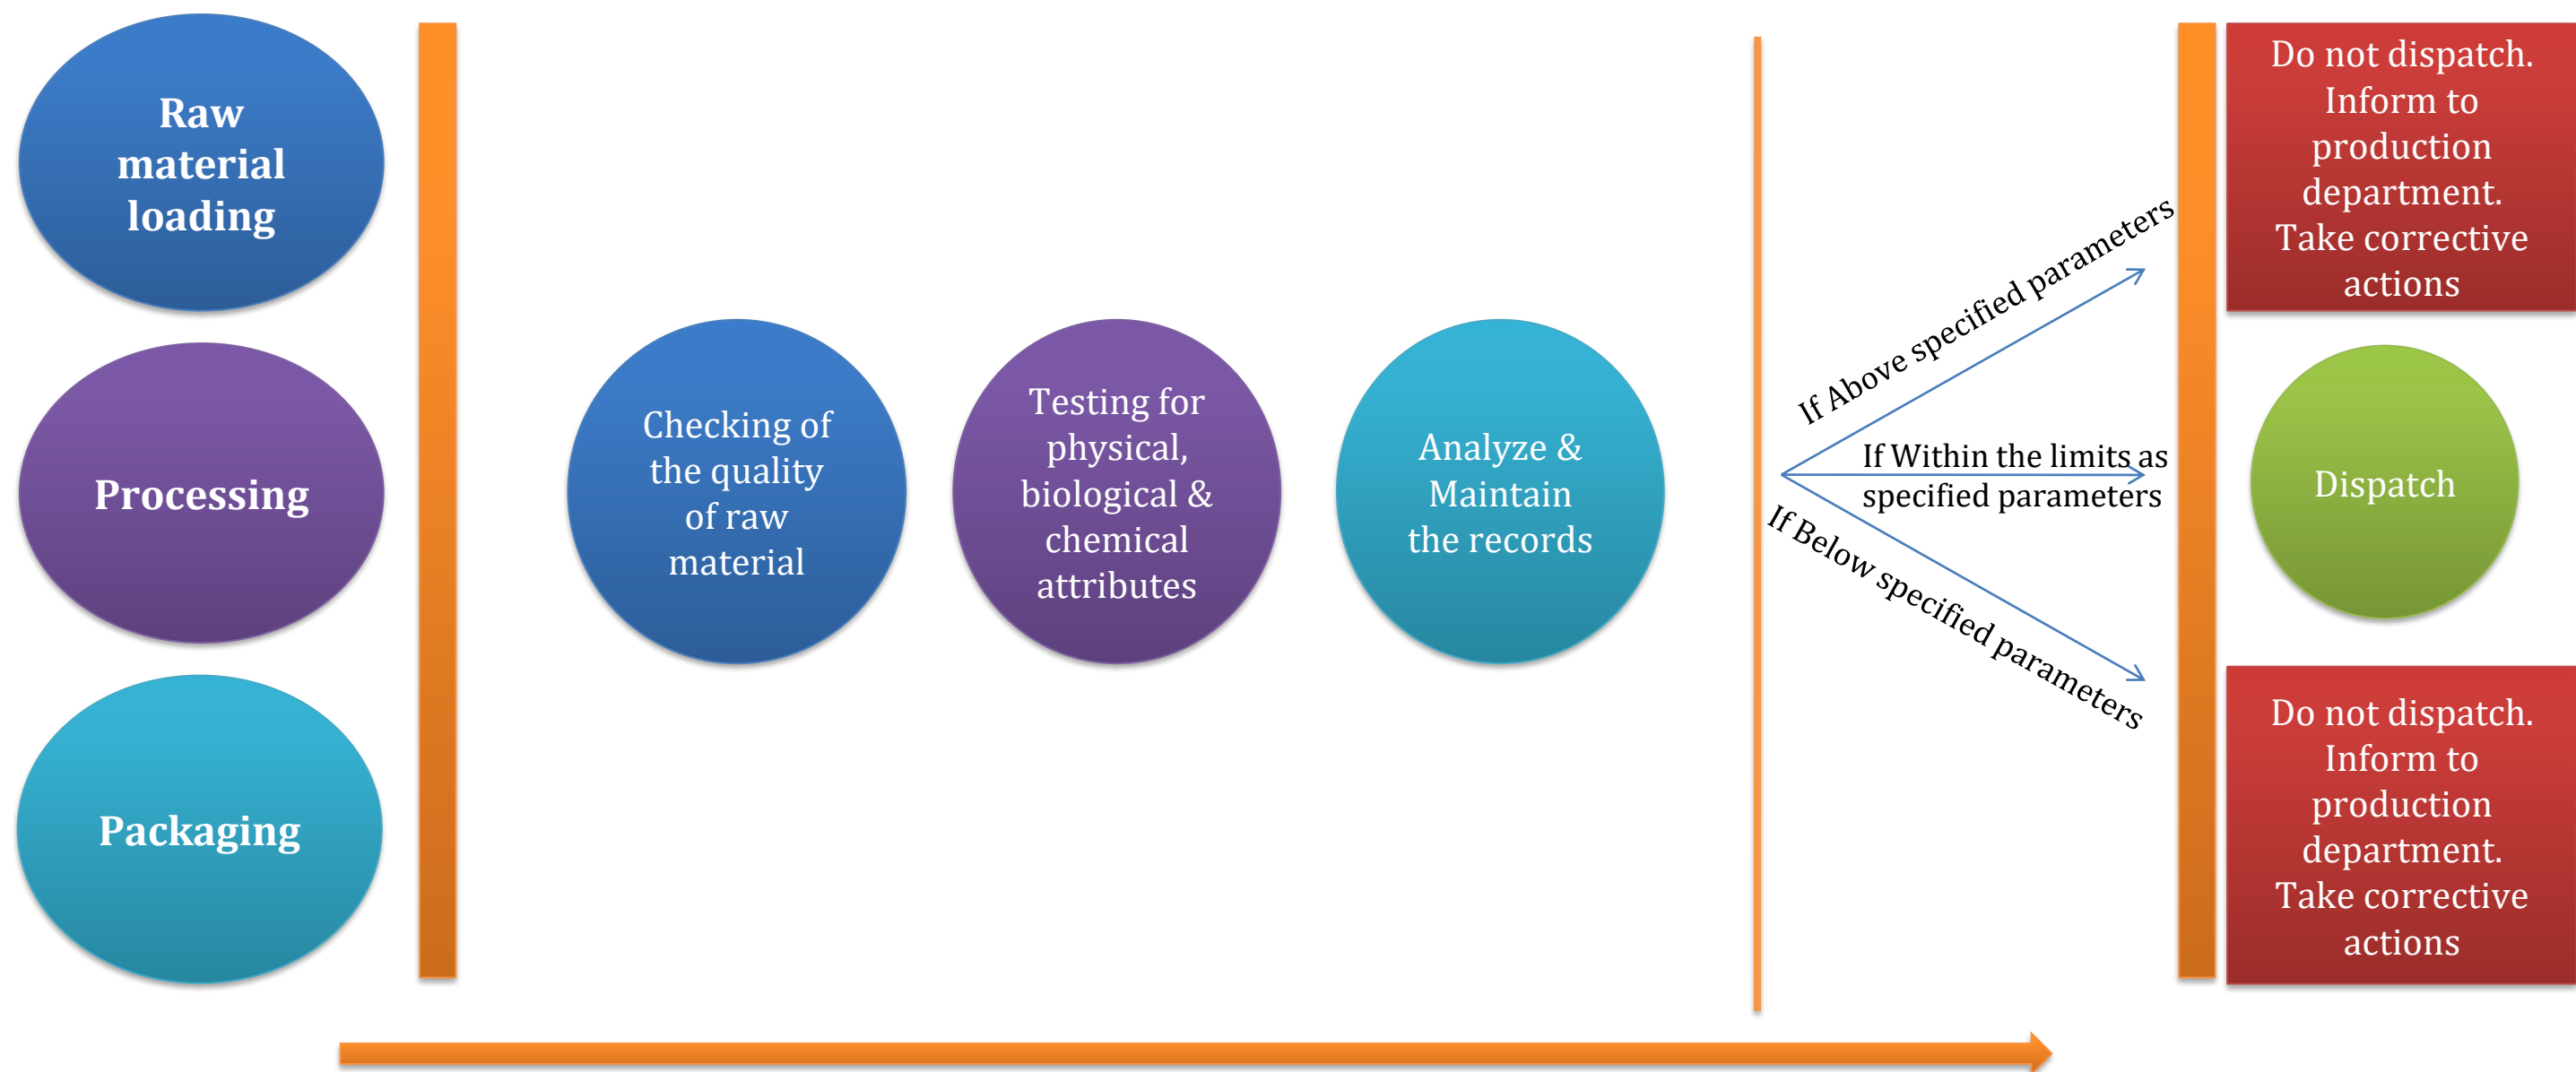 Raw
material
loading
Processing
Packaging
Checking of
the quality
of raw
material
Testing for
physical,
biological &
chemical
attributes
Analyze &
Maintain
the records
If Above specified parameters
If Within the limits as
specified parameters
If Below specified parameters
Do not dispatch.
Inform to
production
department.
Take corrective
actions
Dispatch
Do not dispatch.
Inform to
production
department.
Take corrective
actions